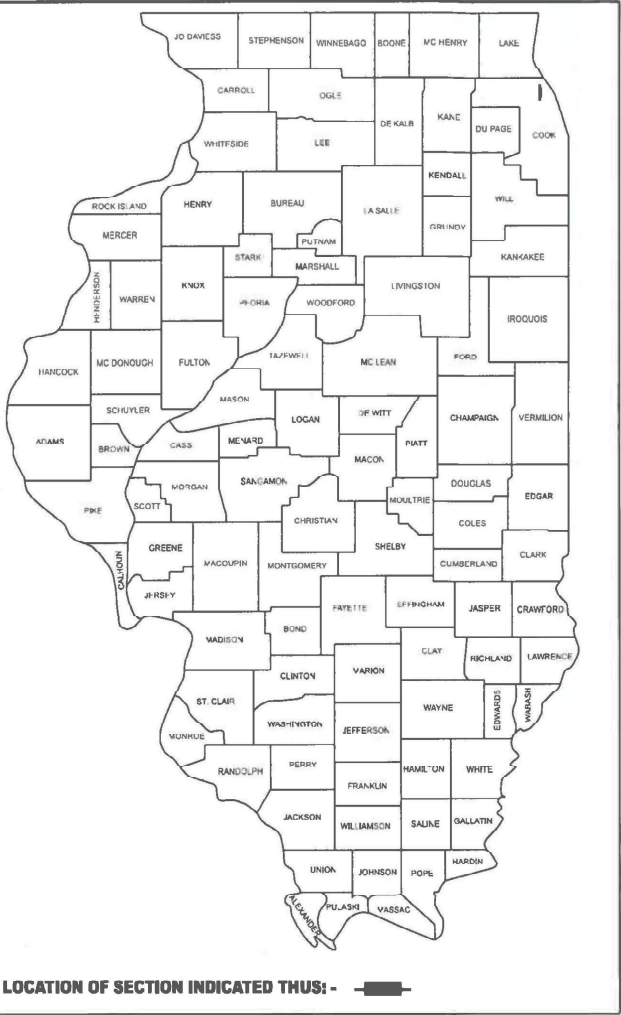 JO DAVIESS STEPHENSON WINNEBAGO BOONE MC HENRY LAKE
CARROLL OGLE DE KALB KANE DU PAGE COOK
WHITESIDE LEE
KENDALL
ROCK ISLAND HENRY BUREAU LA SALLE WILL
GRUNDY
MERCER PUTNAM
STARK MARSHALL KANKAKEE
HENDERSON WARREN KNOX PEORIA WOODFORD LIVINGSTON
IROQUOIS
HANCOCK MC DONOUGH FULTON TAZEWELL MC LEAN FORD
MASON
SCHUYLER LOGAN DE WITT CHAMPAIGN VERMILION
ADAMS BROWN CASS MENARD PIATT
MACON
PIKE SCOTT MORGAN SANGAMON MOULTRIE DOUGLAS EDGAR
CHRISTIAN COLES
CALHOUN GREENE MACOUPIN MONTGOMERY SHELBY CUMBERLAND CLARK
JERSEY FAYETTE EFFINGHAM JASPER CRAWFORD
MADISON BOND
CLAY RICHLAND LAWRENCE
CLINTON MARION
ST. CLAIR WAYNE EDWARDS WABASH
MONROE WASHINGTON JEFFERSON
RANDOLPH PERRY HAMILTON WHITE
FRANKLIN
JACKSON WILLIAMSON SALINE GALLATIN
UNION JOHNSON POPE HARDIN
ALEXANDER PULASKI MASSAC
LOCATION OF SECTION INDICATED THUS: -